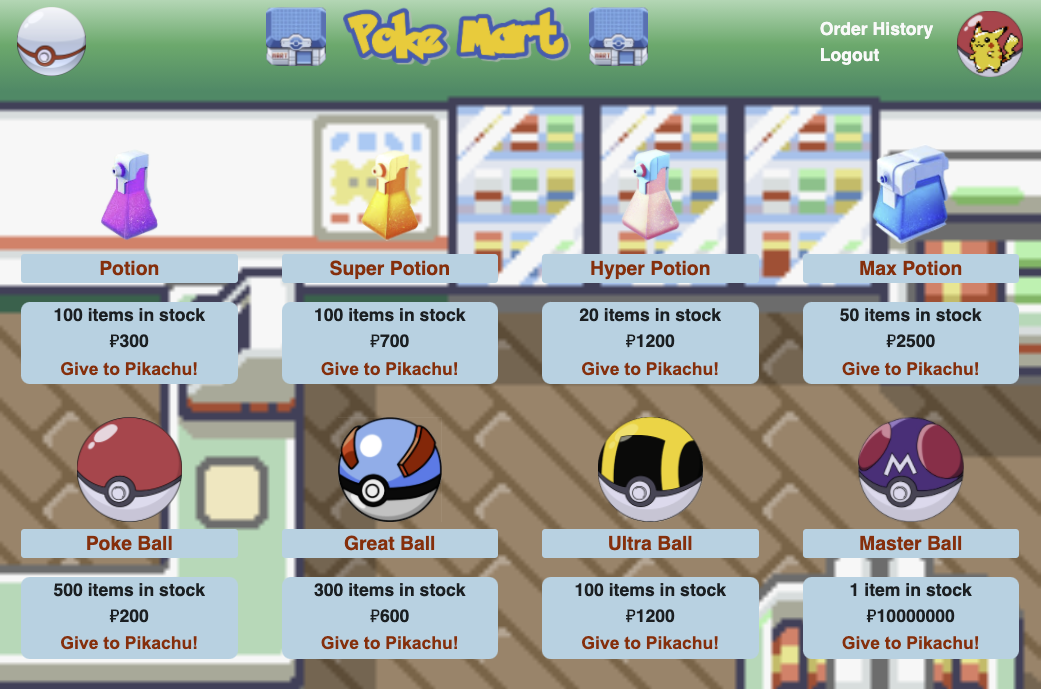 Poke Mart
Order History
Logout
Potion
Super Potion
Hyper Potion
Max Potion
100 items in stock
₽300
Give to Pikachu!
100 items in stock
₽700
Give to Pikachu!
20 items in stock
₽1200
Give to Pikachu!
50 items in stock
₽2500
Give to Pikachu!
Poke Ball
Great Ball
Ultra Ball
Master Ball
500 items in stock
₽200
Give to Pikachu!
300 items in stock
₽600
Give to Pikachu!
100 items in stock
₽1200
Give to Pikachu!
1 item in stock
₽10000000
Give to Pikachu!